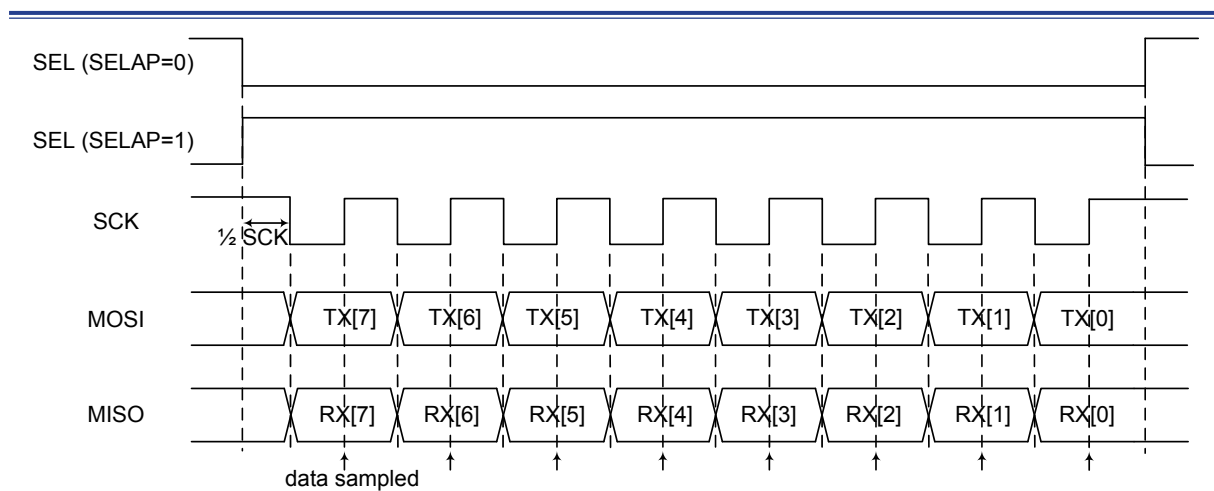 SEL (SELAP=0)
SEL (SELAP=1)
SCK
½ SCK
MOSI
TX[7] TX[6] TX[5] TX[4] TX[3] TX[2] TX[1] TX[0]
MISO
RX[7] RX[6] RX[5] RX[4] RX[3] RX[2] RX[1] RX[0]
data sampled